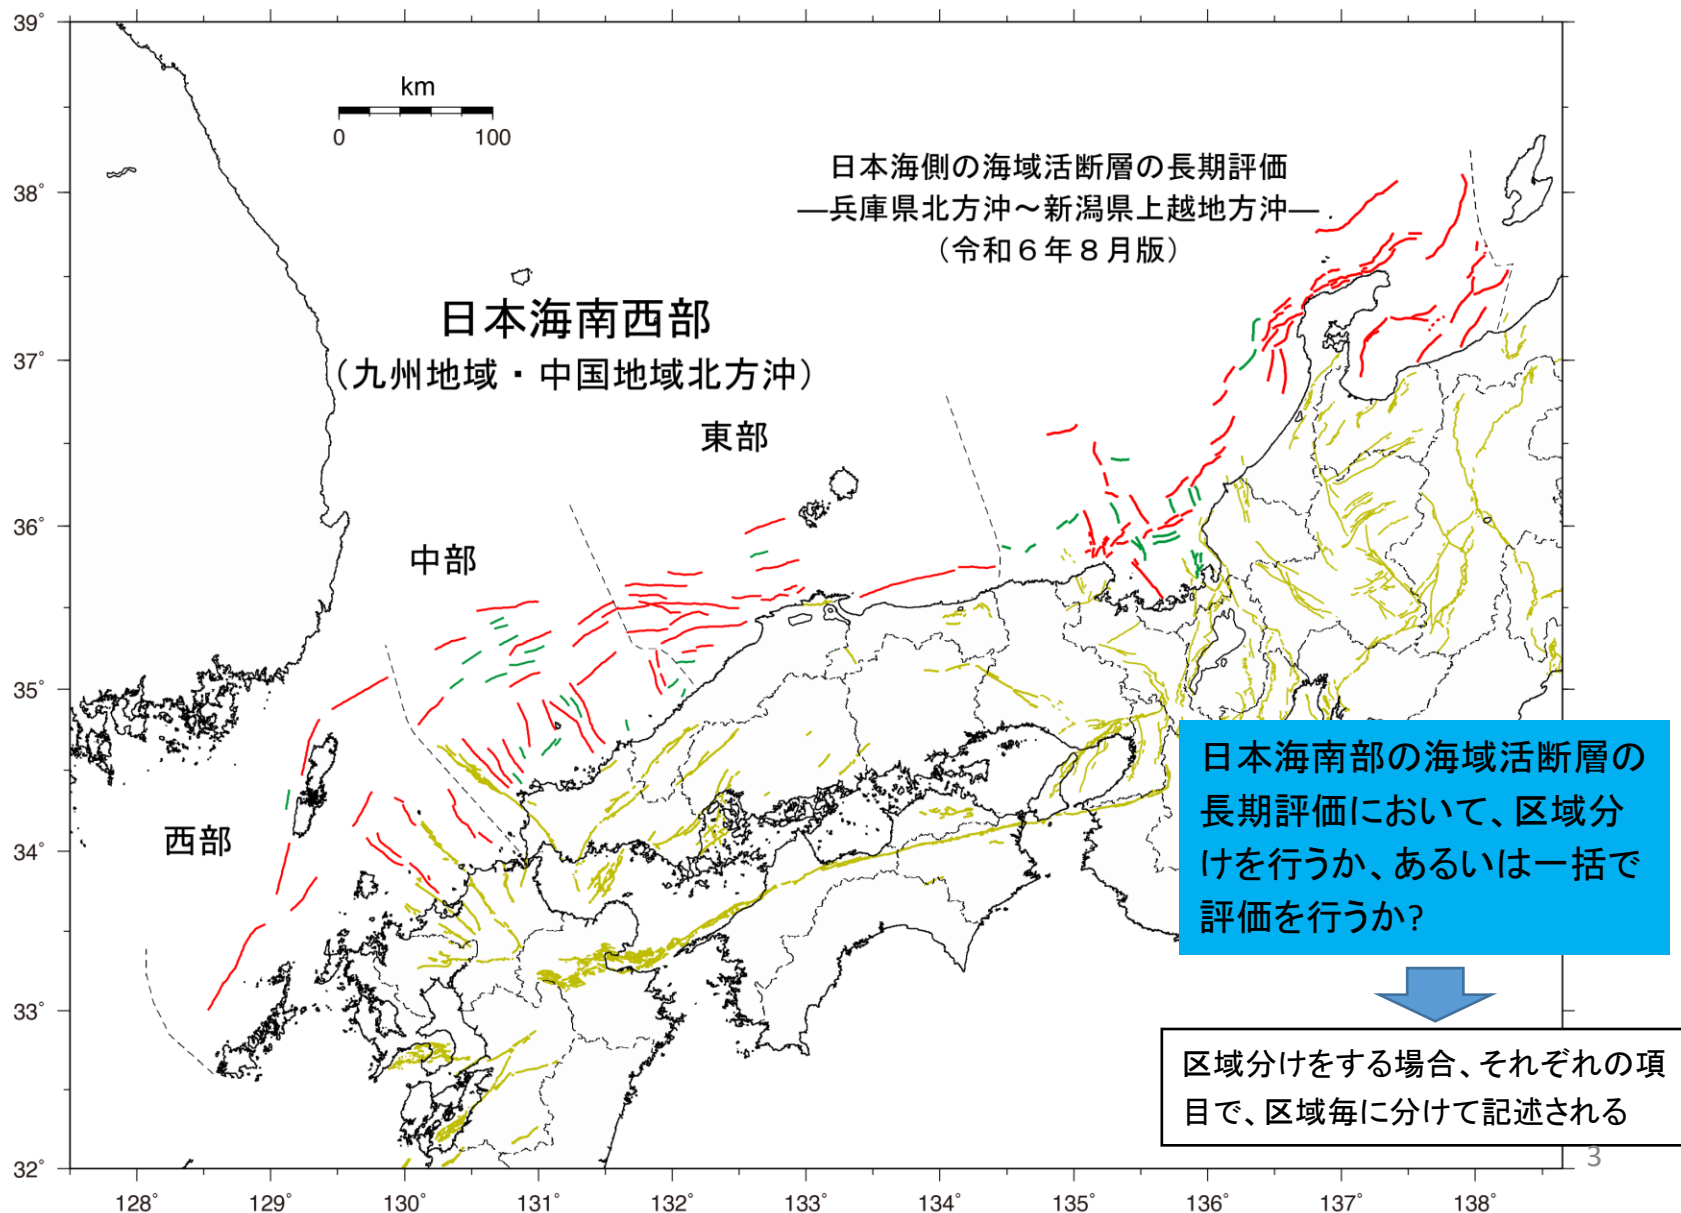 39°
38°
37°
36°
35°
34°
33°
32°
km
0 100
日本海側の海域活断層の長期評価
―兵庫県北方沖～新潟県上越地方沖―
（令和６年８月版）
日本海南西部
（九州地域・中国地域北方沖）
東部
中部
西部
日本海南部の海域活断層の
長期評価において、区域分
けを行うか、あるいは一括で
評価を行うか?
区域分けをする場合、それぞれの項
目で、区域毎に分けて記述される
3
128° 129° 130° 131° 132° 133° 134° 135° 136° 137° 138°